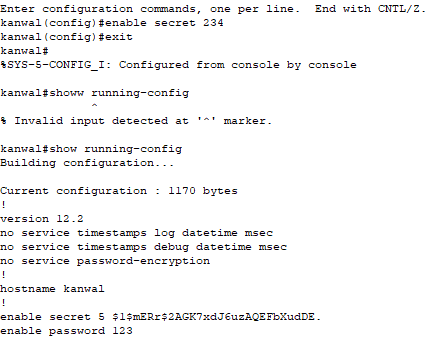 Enter configuration commands, one per line.  End with CNTL/Z.
kanwal(config)#enable secret 234
kanwal(config)#exit
kanwal#
%SYS-5-CONFIG_I: Configured from console by console

kanwal#showw running-config
            ^
% Invalid input detected at '^' marker.

kanwal#show running-config
Building configuration...

Current configuration : 1170 bytes
!
version 12.2
no service timestamps log datetime msec
no service timestamps debug datetime msec
no service password-encryption
!
hostname kanwal
!
enable secret 5 $1$mERr$2AGK7xdJ6uzAQEFbXudDE.
enable password 123